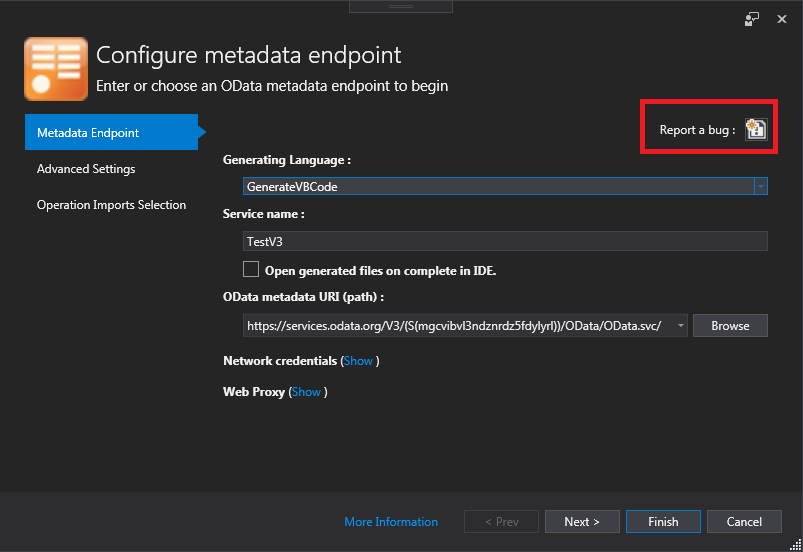 Configure metadata endpoint
Enter or choose an OData metadata endpoint to begin
Metadata Endpoint
Advanced Settings
Operation Imports Selection
Report a bug :
Generating Language :
GenerateVBCode
Service name :
TestV3
Open generated files on complete in IDE.
OData metadata URI (path) :
https://services.odata.org/V3/(S(mgcvibvl3ndznrdz5fdylyrl))/OData/OData.svc/
Browse
Network credentials (Show )
Web Proxy (Show )
More Information
< Prev
Next >
Finish
Cancel